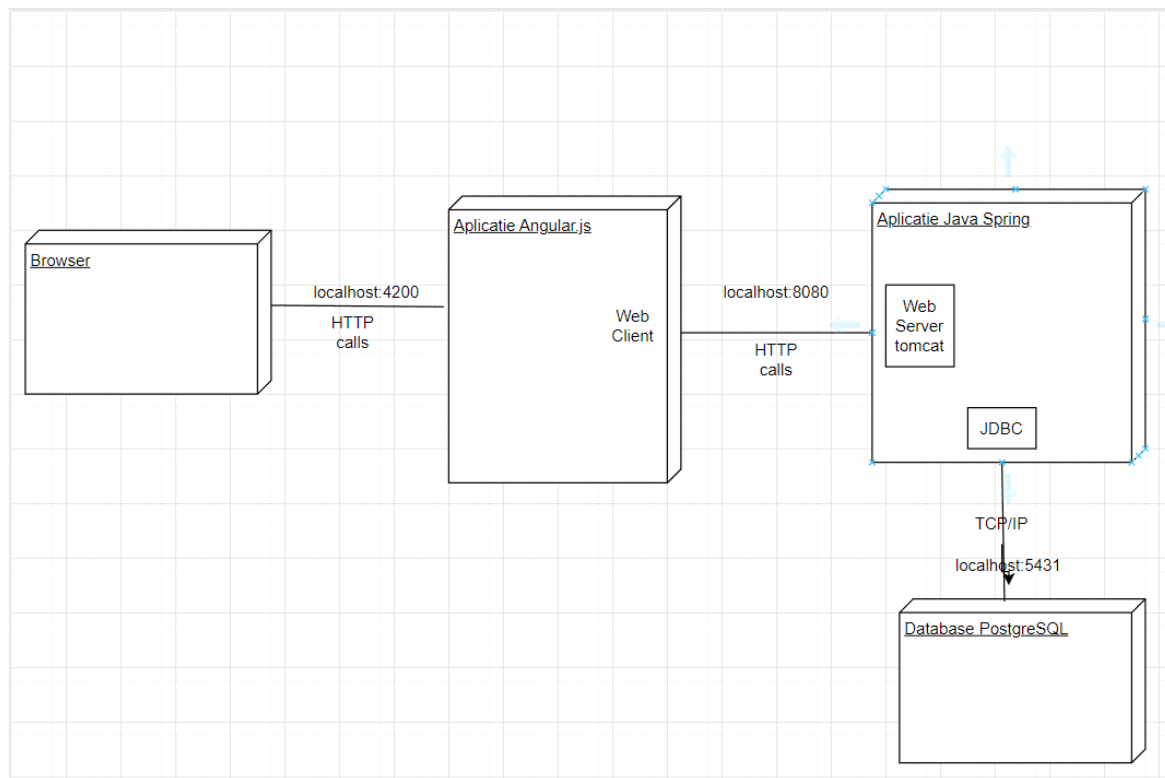 Browser
localhost:4200
HTTP
calls
Aplicatie Angular.js
Web
Client
localhost:8080
HTTP
calls
Aplicatie Java Spring
Web
Server
tomcat
JDBC
TCP/IP
localhost:5431
Database PostgreSQL